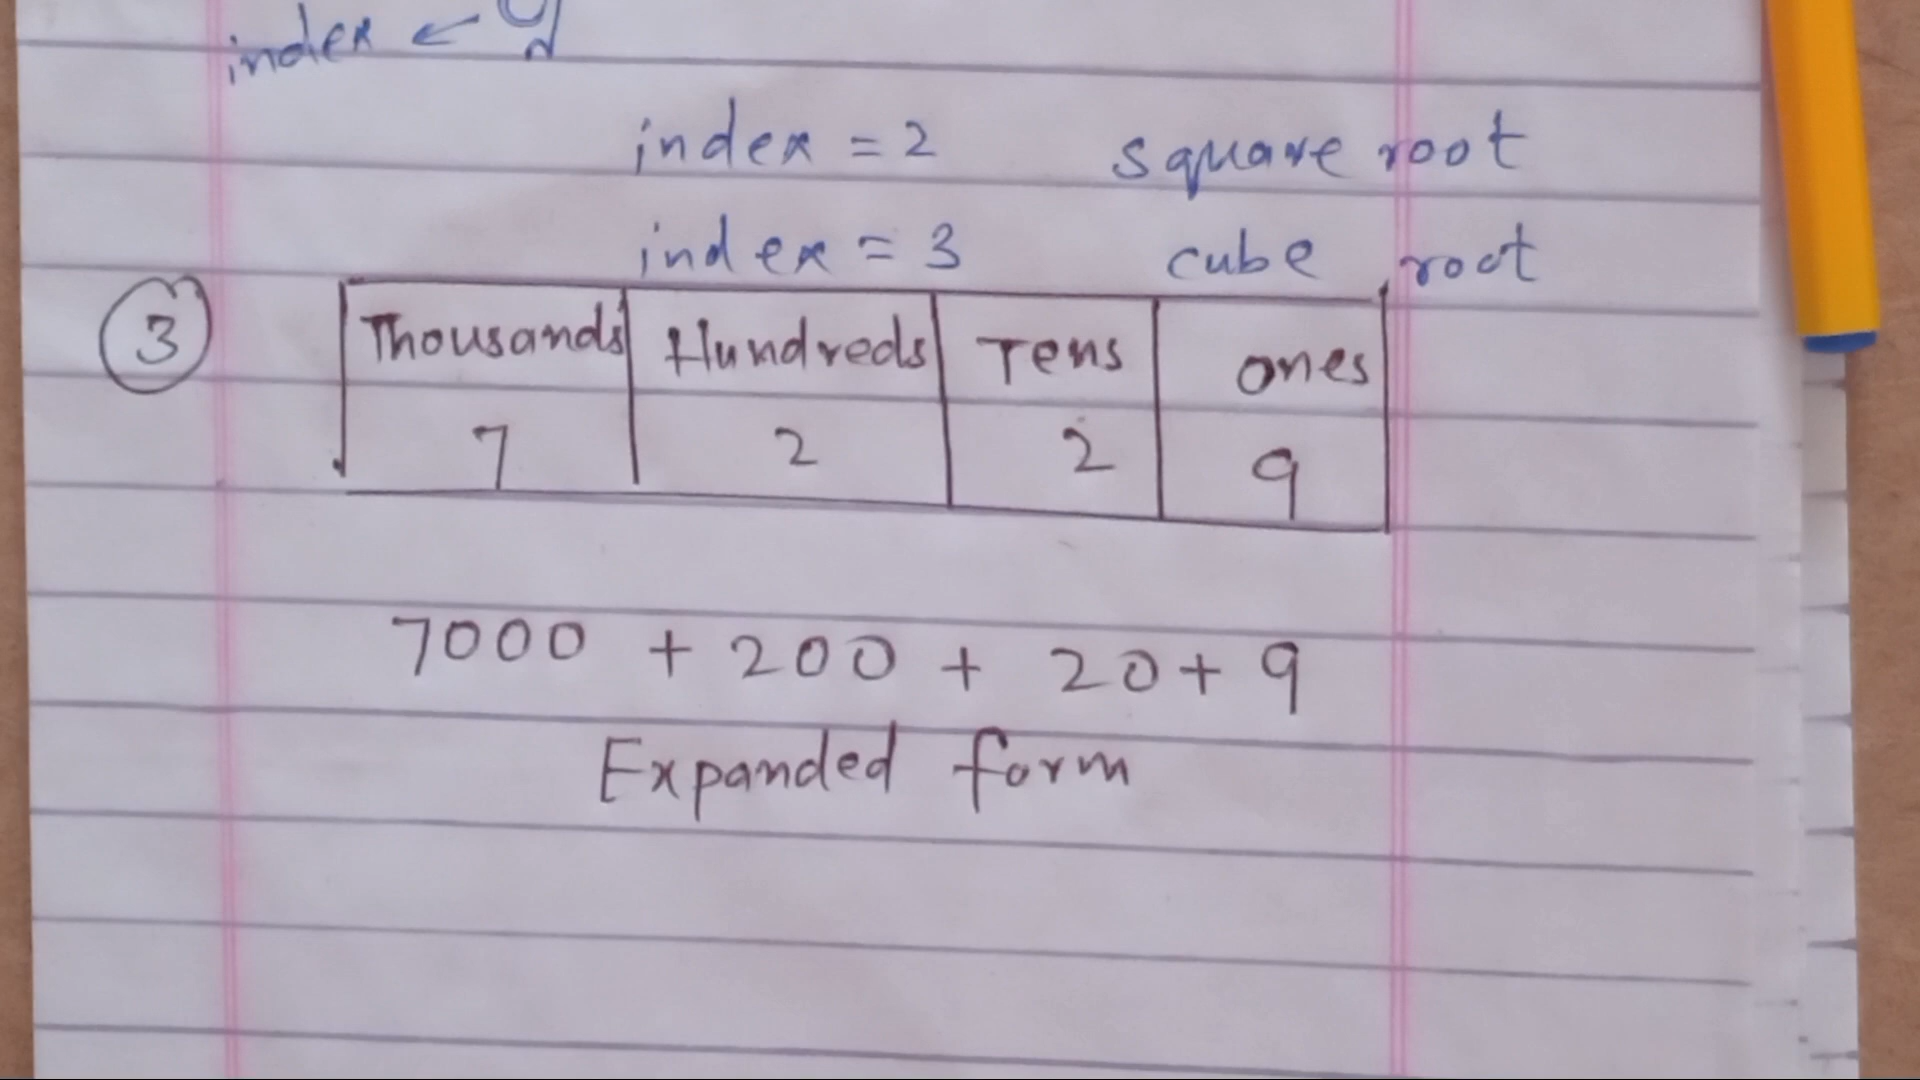 index ←
index = 2 square root
index = 3 cube root
3
Thousands Hundreds Tens ones
7 2 2 9
7000 + 200 + 20 + 9
Expanded form